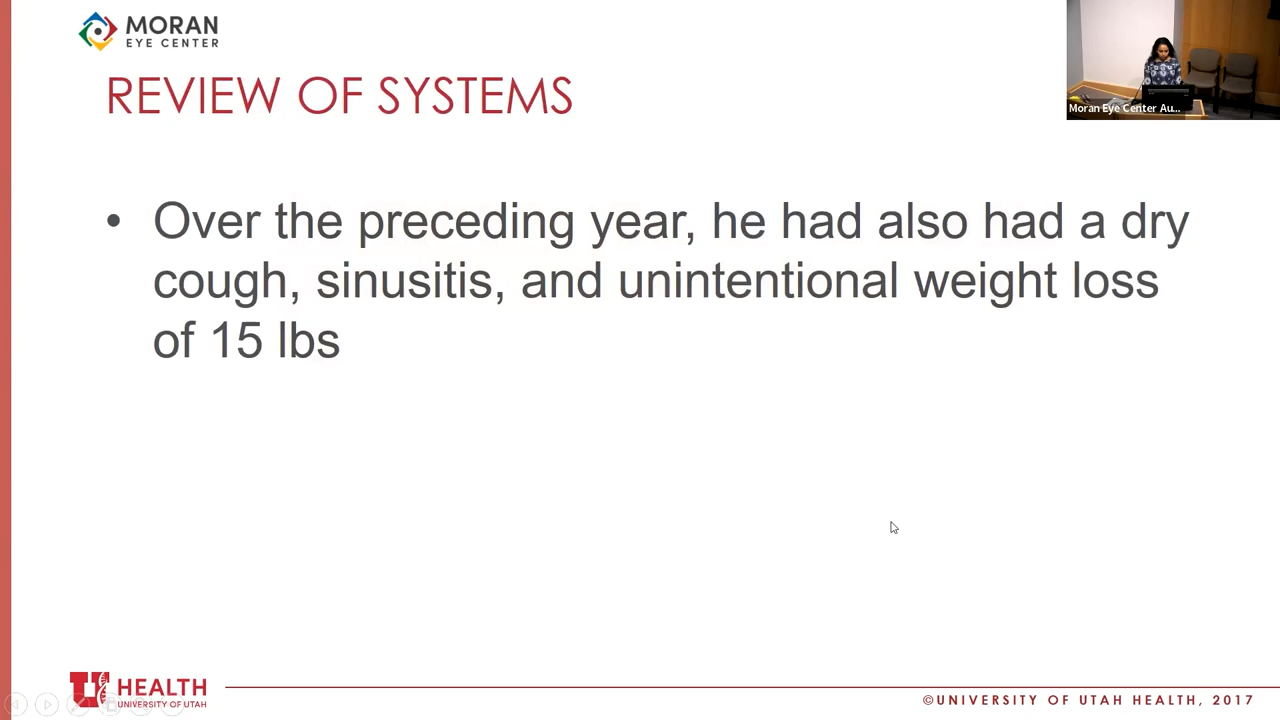 MORAN
EYE CENTER
Moran Eye Center Au...
REVIEW OF SYSTEMS
• Over the preceding year, he had also had a dry
cough, sinusitis, and unintentional weight loss
of 15 lbs
U HEALTH
UNIVERSITY OF UTAH
©UNIVERSITY OF UTAH HEALTH, 2017